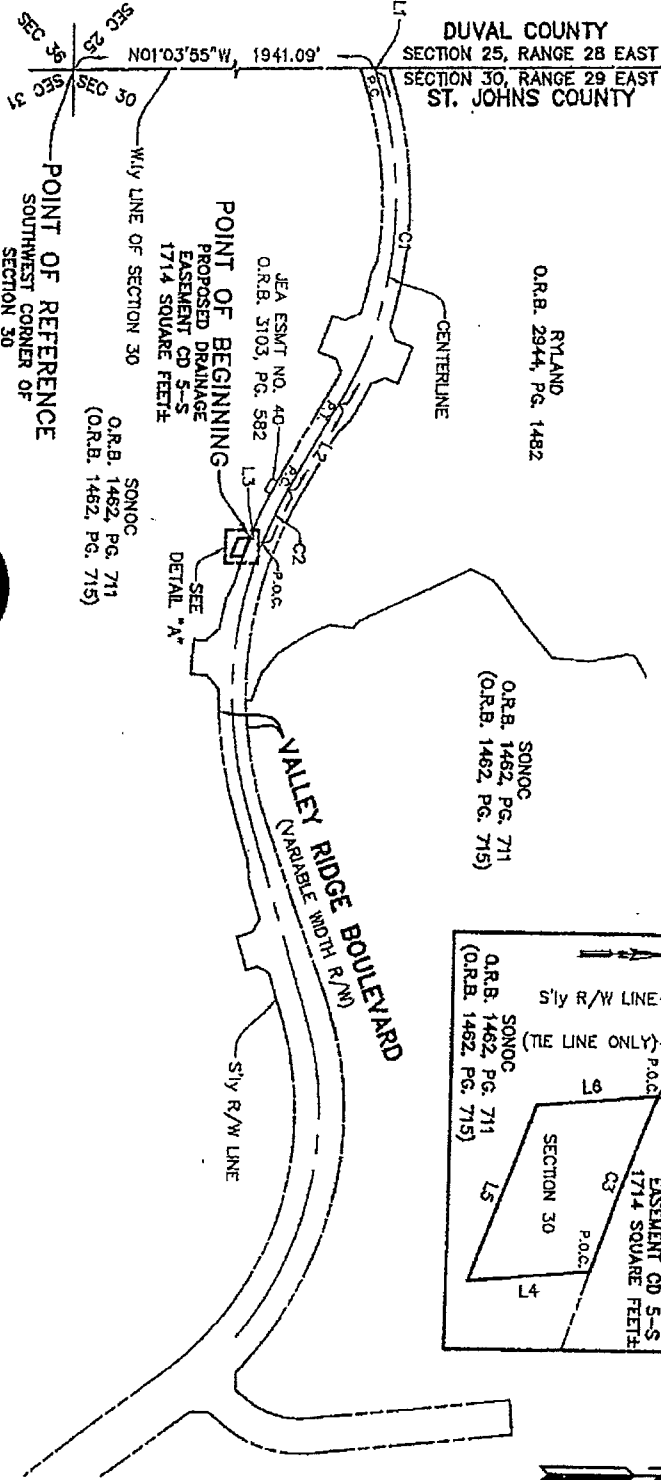 DUVAL COUNTY
SECTION 25, RANGE 28 EAST
SECTION 30, RANGE 29 EAST
ST. JOHNS COUNTY
L1
N01°03'55"W 1941.09'
SEC 36
SEC 25
SEC 31
SEC 30
P.C.
C1
CENTERLINE
RYLAND
O.R.B. 2944, PG. 1482
W'ly LINE OF SECTION 30
POINT OF REFERENCE
SOUTHWEST CORNER OF
SECTION 30
JEA ESMT NO. 40
O.R.B. 3103, PG. 582
POINT OF BEGINNING
PROPOSED DRAINAGE
EASEMENT CD 5-S
1714 SQUARE FEET±
P.T.
L2
P.C.
L3
C2
P.O.C.
SEE
DETAIL "A"
SONOC
O.R.B. 1462, PG. 711
(O.R.B. 1462, PG. 715)
SONOC
O.R.B. 1462, PG. 711
(O.R.B. 1462, PG. 715)
VALLEY RIDGE BOULEVARD
(VARIABLE WIDTH R/W)
S'ly R/W LINE
S'ly R/W LINE
(TIE LINE ONLY)
P.O.C.
L6
C3
EASEMENT CD 5-S
1714 SQUARE FEET±
SECTION 30
P.O.C.
L5
L4
SONOC
O.R.B. 1462, PG. 711
(O.R.B. 1462, PG. 715)